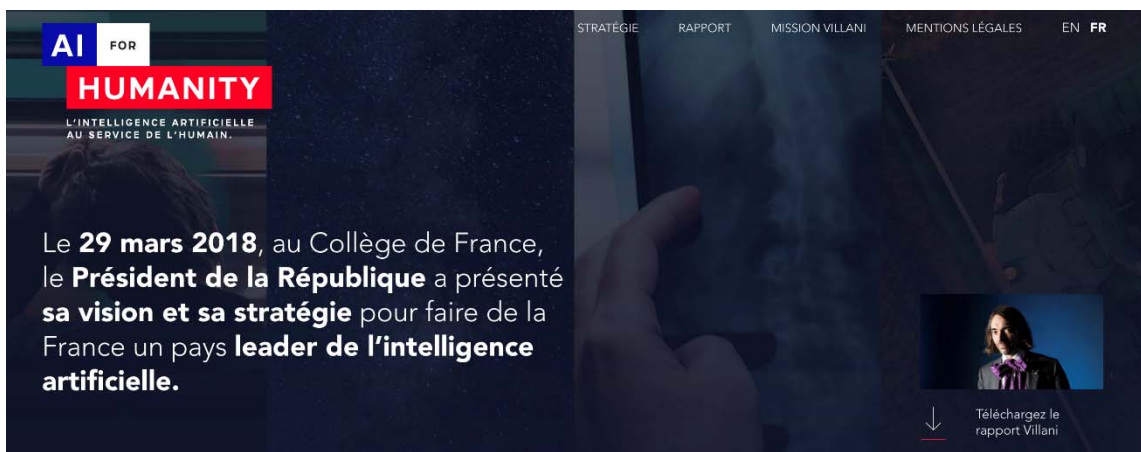 AI FOR
HUMANITY
L'INTELLIGENCE ARTIFICIELLE
AU SERVICE DE L'HUMAIN.
STRATÉGIE RAPPORT MISSION VILLANI MENTIONS LÉGALES EN FR
Le 29 mars 2018, au Collège de France,
le Président de la République a présenté
sa vision et sa stratégie pour faire de la
France un pays leader de l'intelligence
artificielle.
Téléchargez le
rapport Villani